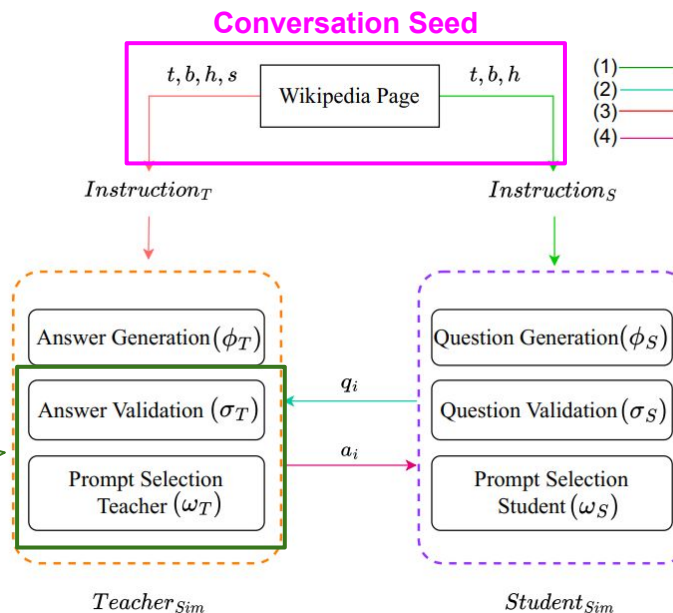 Conversation Seed
t, b, h, s
Wikipedia Page
t, b, h
(1)
(2)
(3)
(4)
Instruction_T
Instruction_S
Answer Generation (ϕ_T)
Answer Validation (σ_T)
Prompt Selection
Teacher (ω_T)
q_i
a_i
Question Generation (ϕ_S)
Question Validation (σ_S)
Prompt Selection
Student (ω_S)
Teacher_Sim
Student_Sim